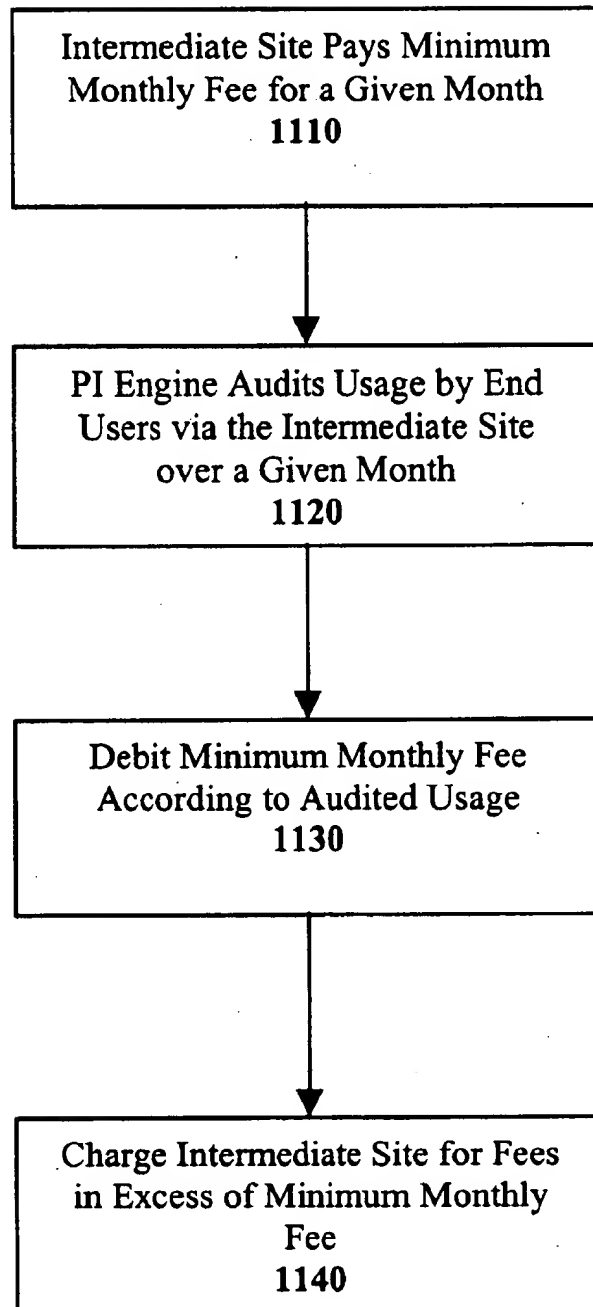 Intermediate Site Pays Minimum
Monthly Fee for a Given Month
1110
PI Engine Audits Usage by End
Users via the Intermediate Site
over a Given Month
1120
Debit Minimum Monthly Fee
According to Audited Usage
1130
Charge Intermediate Site for Fees
in Excess of Minimum Monthly
Fee
1140